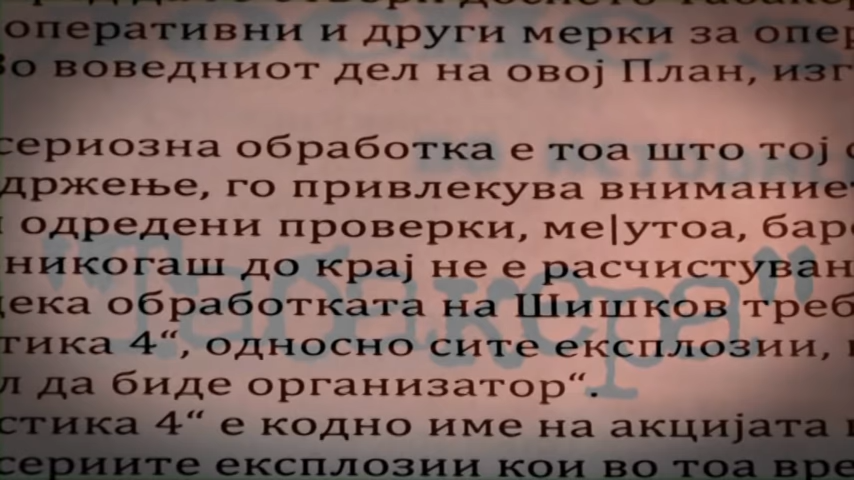 оперативни и други мерки за опер
во воведниот дел на овој План, изг
сериозна обработка е тоа што тој
држење, го привлекува вниманиет
одредени проверки, ме|утоа, баре
никогаш до крај не е расчистуван
дека обработката на Шишков треб
тика 4“, односно сите експлозии,
л да биде организатор“.
стика 4“ е кодно име на акцијата
сериите експлозии кои во тоа вре
"Табакера"